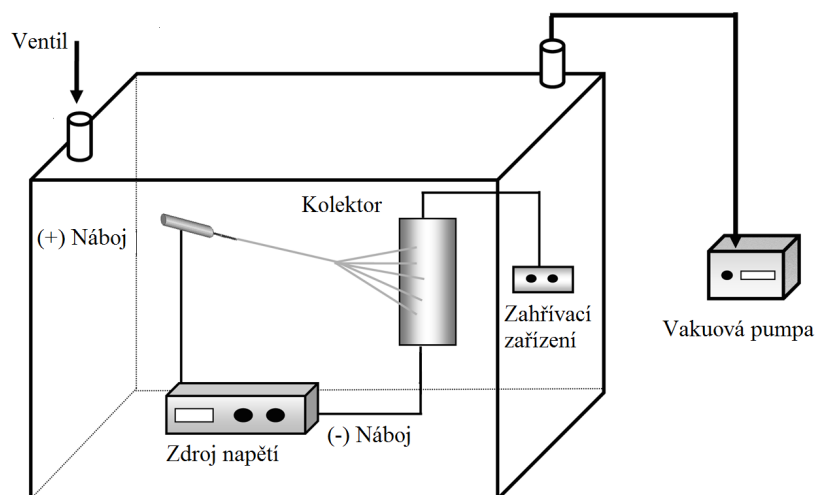 Ventil
Kolektor
(+) Náboj
Zahřívací
zařízení
Vakuová pumpa
(-) Náboj
Zdroj napětí